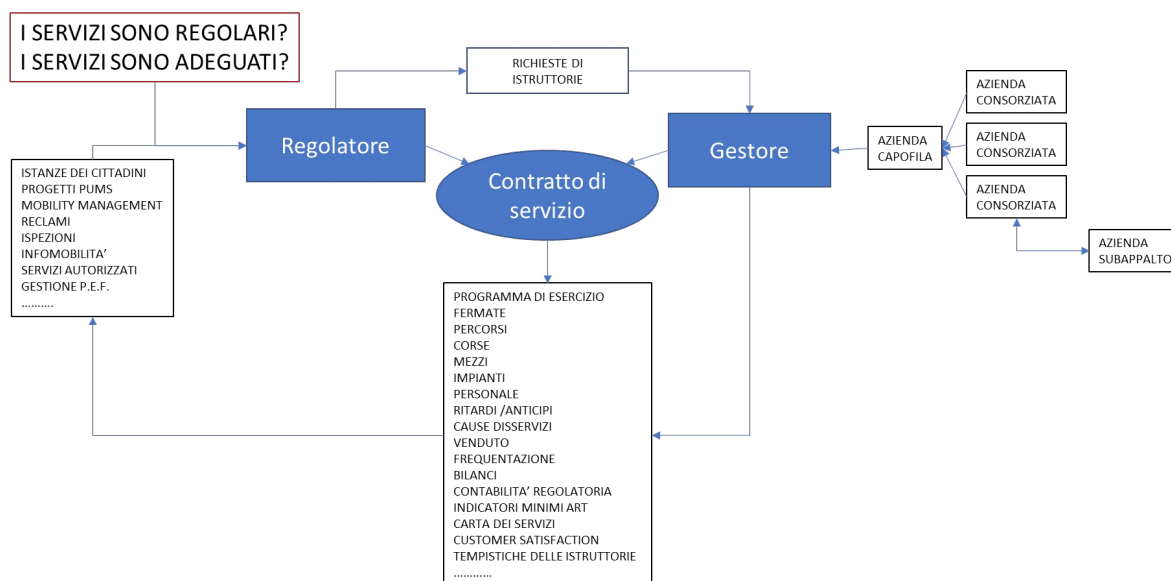 I SERVIZI SONO REGOLARI?
I SERVIZI SONO ADEGUATI?
RICHIESTE DI
ISTRUTTORIE
Regolatore
Gestore
Contratto di
servizio
AZIENDA
CAPOFILA
AZIENDA
CONSORZIATA
AZIENDA
CONSORZIATA
AZIENDA
CONSORZIATA
AZIENDA
SUBAPPALTO
ISTANZE DEI CITTADINI
PROGETTI PUMS
MOBILITY MANAGEMENT
RECLAMI
ISPEZIONI
INFOMOBILITA’
SERVIZI AUTORIZZATI
GESTIONE P.E.F.
……….
PROGRAMMA DI ESERCIZIO
FERMATE
PERCORSI
CORSE
MEZZI
IMPIANTI
PERSONALE
RITARDI /ANTICIPI
CAUSE DISSERVIZI
VENDUTO
FREQUENTAZIONE
BILANCI
CONTABILITA’ REGOLATORIA
INDICATORI MINIMI ART
CARTA DEI SERVIZI
CUSTOMER SATISFACTION
TEMPISTICHE DELLE ISTRUTTORIE
…………